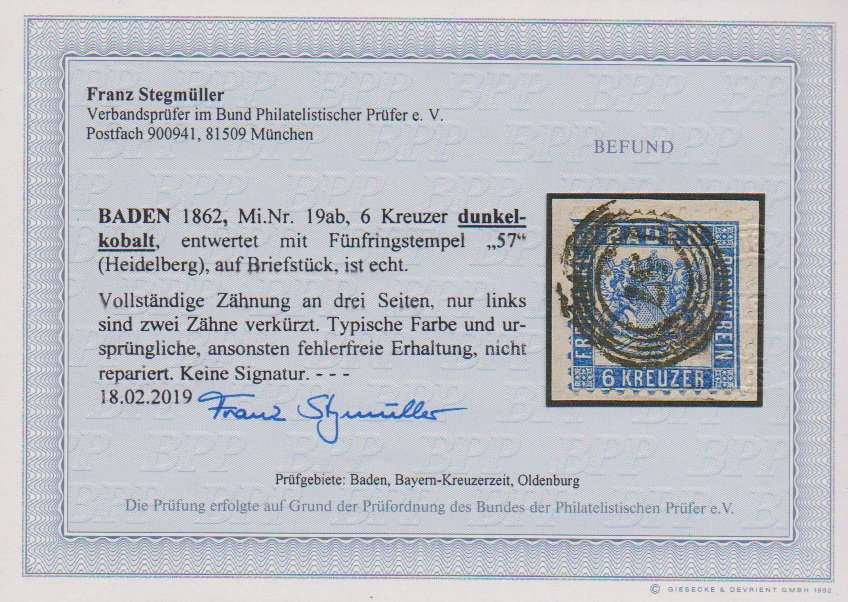 Franz Stegmüller
Verbandsprüfer im Bund Philatelistischer Prüfer e. V.
Postfach 900941, 81509 München
BEFUND
BADEN 1862, Mi.Nr. 19ab, 6 Kreuzer dunkel-
kobalt, entwertet mit Fünfringstempel „57“
(Heidelberg), auf Briefstück, ist echt.
Vollständige Zähnung an drei Seiten, nur links
sind zwei Zähne verkürzt. Typische Farbe und ur-
sprüngliche, ansonsten fehlerfreie Erhaltung, nicht
repariert. Keine Signatur. - - -
18.02.2019 Franz Stegmüller
BADEN
57
6 KREUZER
Prüfgebiete: Baden, Bayern-Kreuzerzeit, Oldenburg
Die Prüfung erfolgte auf Grund der Prüfordnung des Bundes der Philatelistischen Prüfer e.V.
© GIESECKE & DEVRIENT GMBH 1992